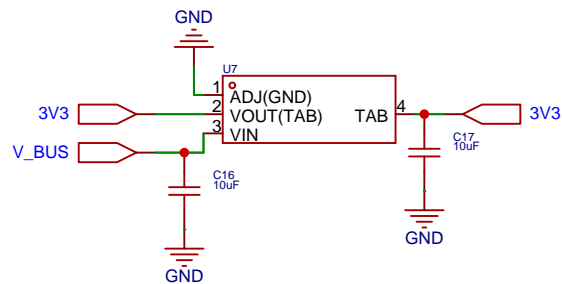 GND
U7
1
ADJ(GND)
3V3
2
VOUT(TAB)
TAB
4
3V3
3
VIN
V_BUS
C17
10uF
C16
10uF
GND
GND